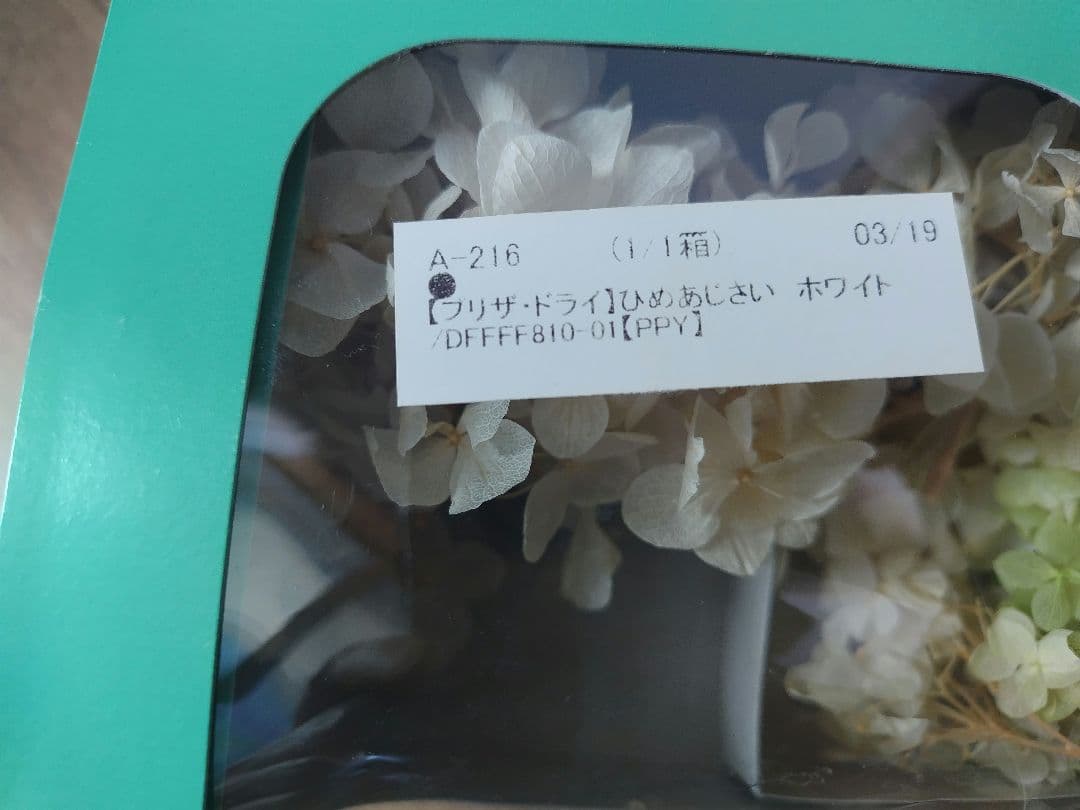 A-216 （1/1箱） 03/19
●
【プリザ・ドライ】ひめあじさい ホワイト
/DFFFF810-01【PPY】